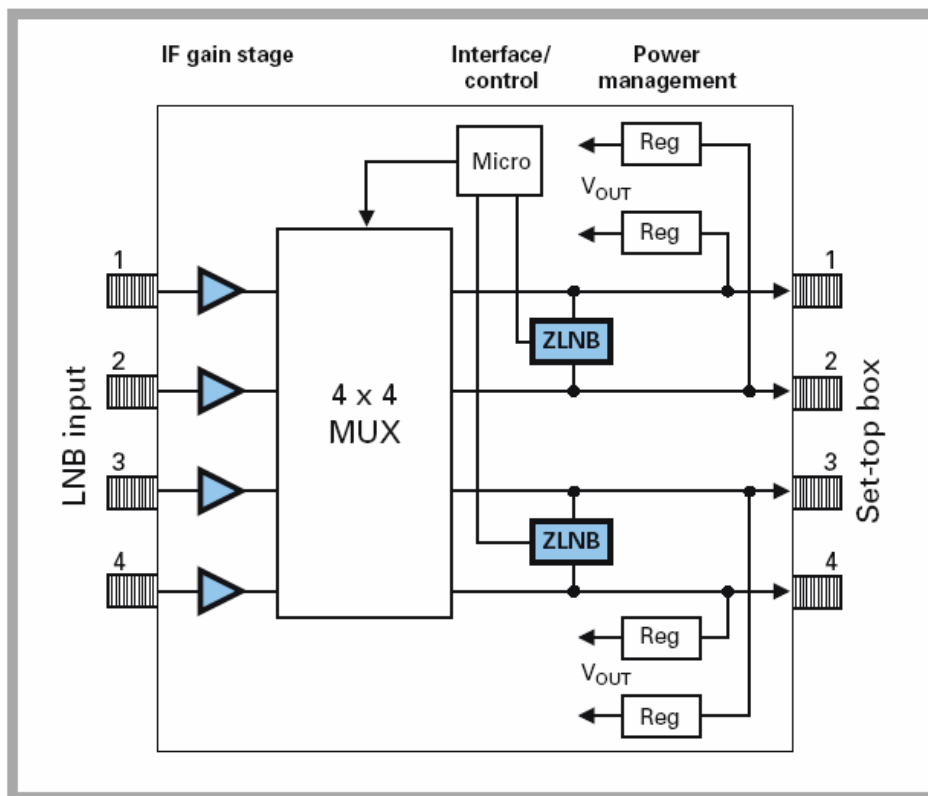 IF gain stage
Interface/
control
Power
management
Reg
Micro
VOUT
Reg
1
1
ZLNB
2
2
LNB input
4 x 4
MUX
Set-top box
3
3
ZLNB
4
4
Reg
VOUT
Reg